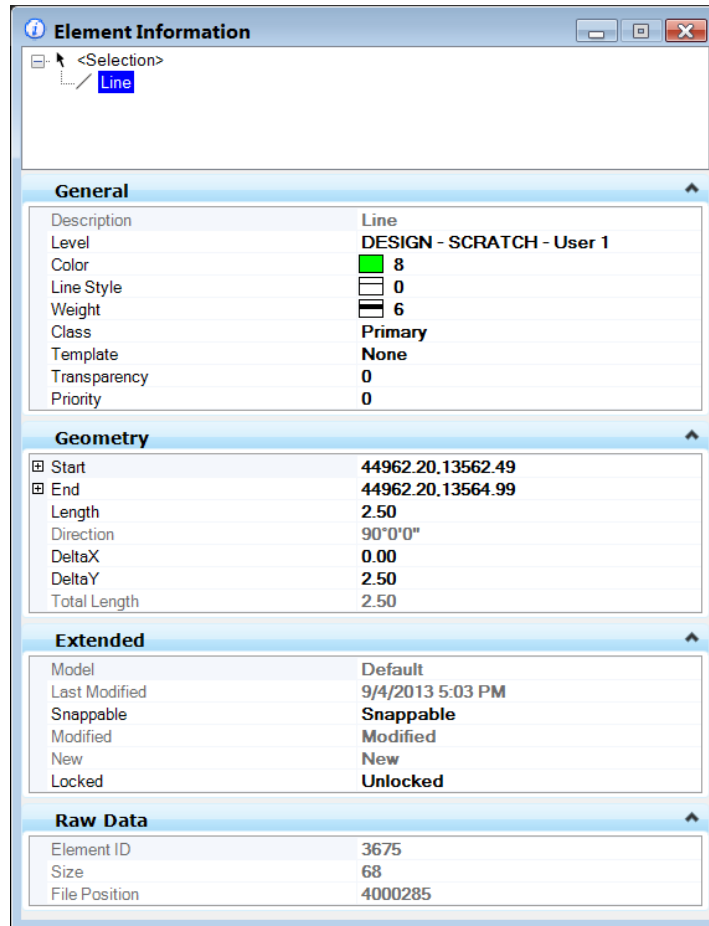 Element Information
<Selection>
Line
General
Description Line
Level DESIGN - SCRATCH - User 1
Color 8
Line Style 0
Weight 6
Class Primary
Template None
Transparency 0
Priority 0
Geometry
Start 44962.20,13562.49
End 44962.20,13564.99
Length 2.50
Direction 90°0'0"
DeltaX 0.00
DeltaY 2.50
Total Length 2.50
Extended
Model Default
Last Modified 9/4/2013 5:03 PM
Snappable Snappable
Modified Modified
New New
Locked Unlocked
Raw Data
Element ID 3675
Size 68
File Position 4000285